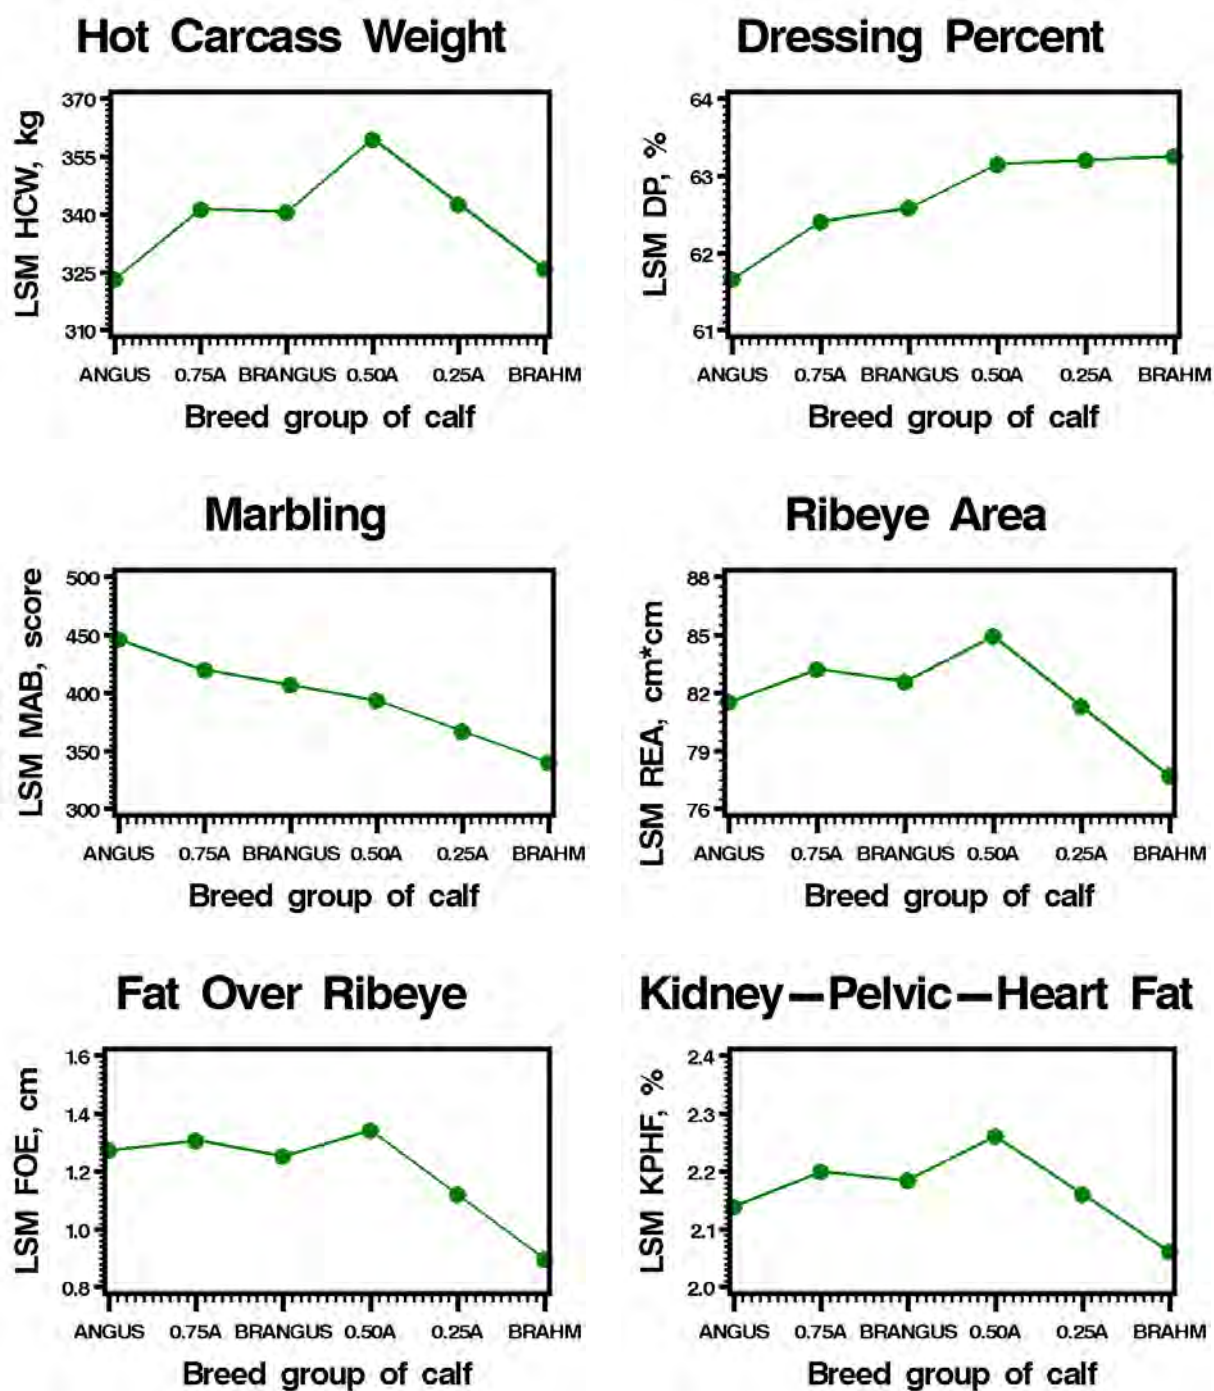 Hot Carcass Weight
LSM HCW, kg
370
355
340
325
310
ANGUS 0.75A BRANGUS 0.50A 0.25A BRAHM
Breed group of calf
Dressing Percent
LSM DP, %
64
63
62
61
ANGUS 0.75A BRANGUS 0.50A 0.25A BRAHM
Breed group of calf
Marbling
LSM MAB, score
500
450
400
350
300
ANGUS 0.75A BRANGUS 0.50A 0.25A BRAHM
Breed group of calf
Ribeye Area
LSM REA, cm*cm
88
85
82
79
76
ANGUS 0.75A BRANGUS 0.50A 0.25A BRAHM
Breed group of calf
Fat Over Ribeye
LSM FOE, cm
1.6
1.4
1.2
1.0
0.8
ANGUS 0.75A BRANGUS 0.50A 0.25A BRAHM
Breed group of calf
Kidney—Pelvic—Heart Fat
LSM KPHF, %
2.4
2.3
2.2
2.1
2.0
ANGUS 0.75A BRANGUS 0.50A 0.25A BRAHM
Breed group of calf